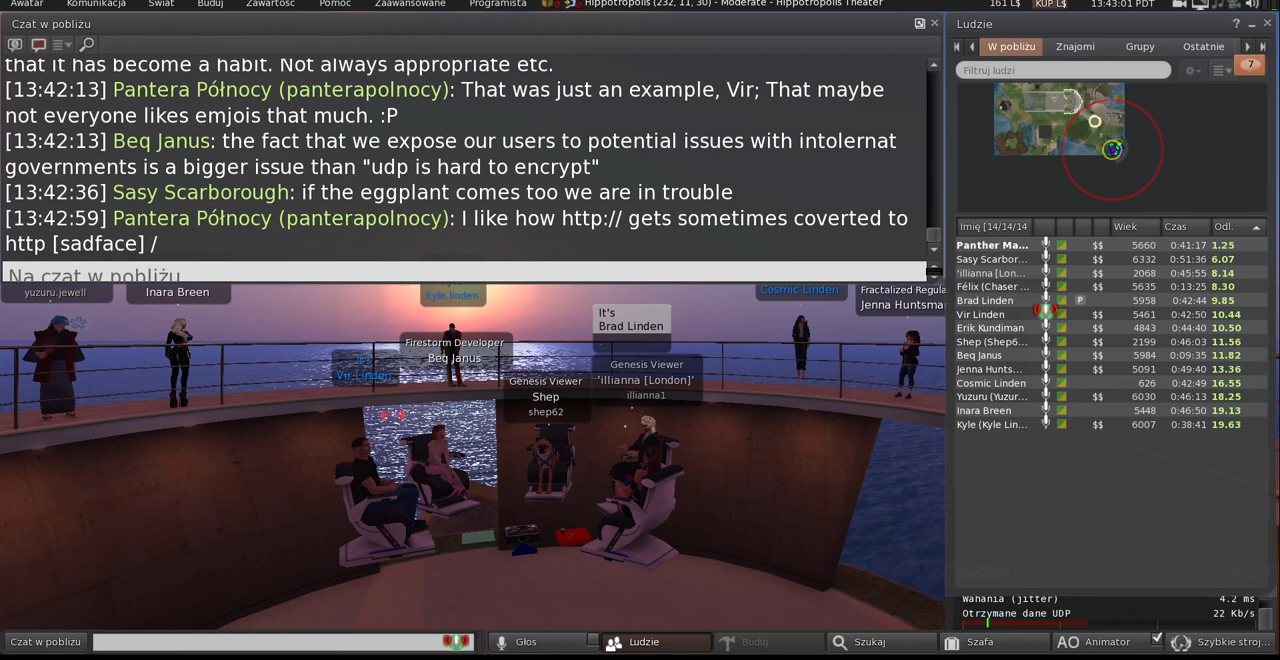 Awatar Komunikacja Świat Buduj Zawartość Pomoc Zaawansowane Programista Hippotropolis (232, 11, 30) - Moderate - Hippotropolis Theater 161 L$ KUP L$ 13:43:01 PDT
Czat w pobliżu
that it has become a habit. Not always appropriate etc.
[13:42:13] Pantera Północy (panterapolnocy): That was just an example, Vir; That maybe
not everyone likes emjois that much. :P
[13:42:13] Beq Janus: the fact that we expose our users to potential issues with intolernat
governments is a bigger issue than "udp is hard to encrypt"
[13:42:36] Sasy Scarborough: if the eggplant comes too we are in trouble
[13:42:59] Pantera Północy (panterapolnocy): I like how http:// gets sometimes coverted to
http [sadface] /
Na czat w pobliżu
yuzuru.jewell
Inara Breen
kyle.linden
Cosmic Linden
Fractalized Regula
Jenna Huntsma
It's
Brad Linden
Firestorm Developer
Beq Janus
Vir Linden
Genesis Viewer
'illianna [London]'
illianna1
Genesis Viewer
Shep
shep62
Ludzie
W pobliżu Znajomi Grupy Ostatnie
7
Filtruj ludzi
Imię [14/14/14 Wiek Czas Odl.
Panther Ma... $$ 5660 0:41:17 1.25
Sasy Scarbor... $$ 6332 0:51:36 6.07
'illianna [Lon... $$ 2068 0:45:55 8.14
Félix (Chaser ... $$ 5635 0:13:25 8.30
Brad Linden P 5958 0:42:44 9.85
Vir Linden $$ 5461 0:42:50 10.44
Erik Kundiman $$ 4843 0:44:40 10.50
Shep (Shep6... $$ 2199 0:46:03 11.56
Beq Janus $$ 5984 0:09:35 11.82
Jenna Hunts... $$ 5091 0:49:40 13.36
Cosmic Linden 626 0:42:49 16.55
Yuzuru (Yuzur... $$ 6030 0:46:13 18.25
Inara Breen 5448 0:46:50 19.13
Kyle (Kyle Lin... $$ 6007 0:38:41 19.63
Wahania (jitter) 4.2 ms
Otrzymane dane UDP 22 Kb/s
Czat w pobliżu Głos Ludzie Buduj Szukaj Szafa AO Animator Szybkie stroj...